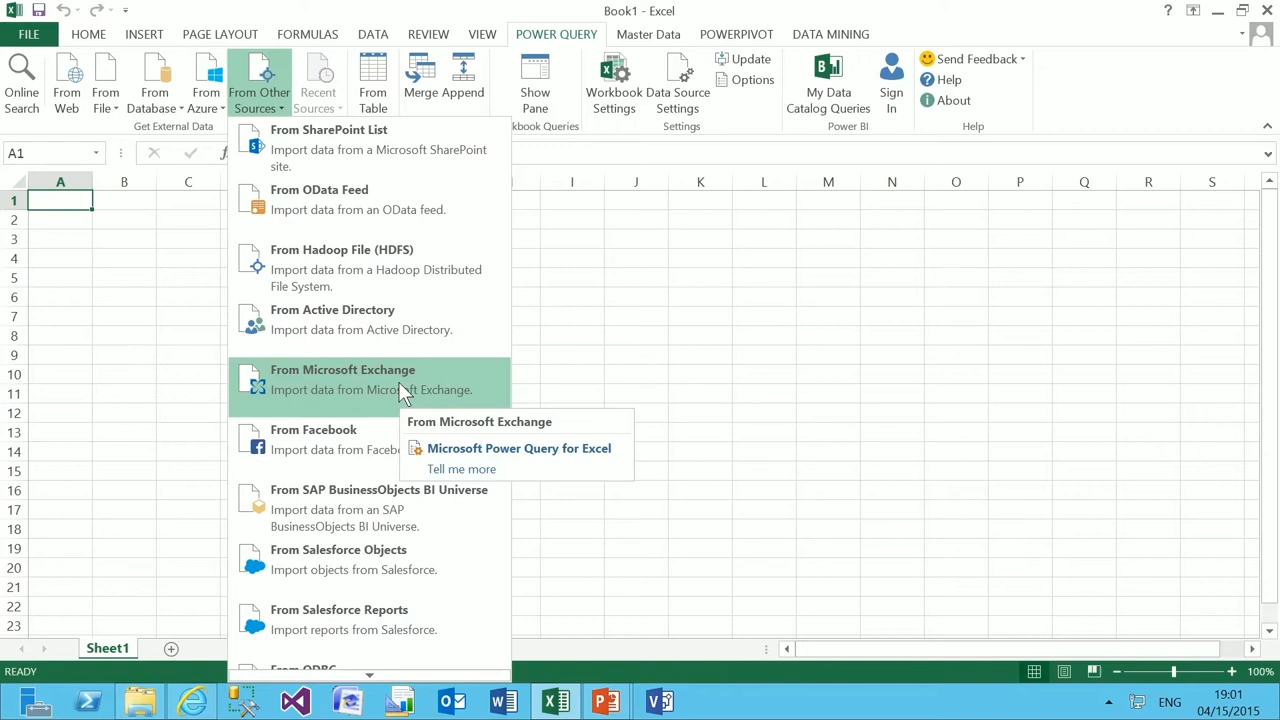 Book1 - Excel
?
FILE HOME INSERT PAGE LAYOUT FORMULAS DATA REVIEW VIEW POWER QUERY Master Data POWERPIVOT DATA MINING
Online Search
From Web
From File
From Database
From Azure
From Other Sources
Recent Sources
From Table
Merge
Append
Show Pane
Workbook Settings
Data Source Settings
Update
Options
My Data Catalog Queries
Sign In
Send Feedback
Help
About
Get External Data
kbook Queries
Settings
Power BI
Help
A1
A B C I J K L M N O P Q R S
1
2
3
4
5
6
7
8
9
10
11
12
13
14
15
16
17
18
19
20
21
22
23
From SharePoint List
Import data from a Microsoft SharePoint
site.
From OData Feed
Import data from an OData feed.
From Hadoop File (HDFS)
Import data from a Hadoop Distributed
File System.
From Active Directory
Import data from Active Directory.
From Microsoft Exchange
Import data from Microsoft Exchange.
From Microsoft Exchange
Microsoft Power Query for Excel
Tell me more
From Facebook
Import data from Facebo
From SAP BusinessObjects BI Universe
Import data from an SAP
BusinessObjects BI Universe.
From Salesforce Objects
Import objects from Salesforce.
From Salesforce Reports
Import reports from Salesforce.
From ODBC
Sheet1
READY
100%
ENG
19:01
04/15/2015